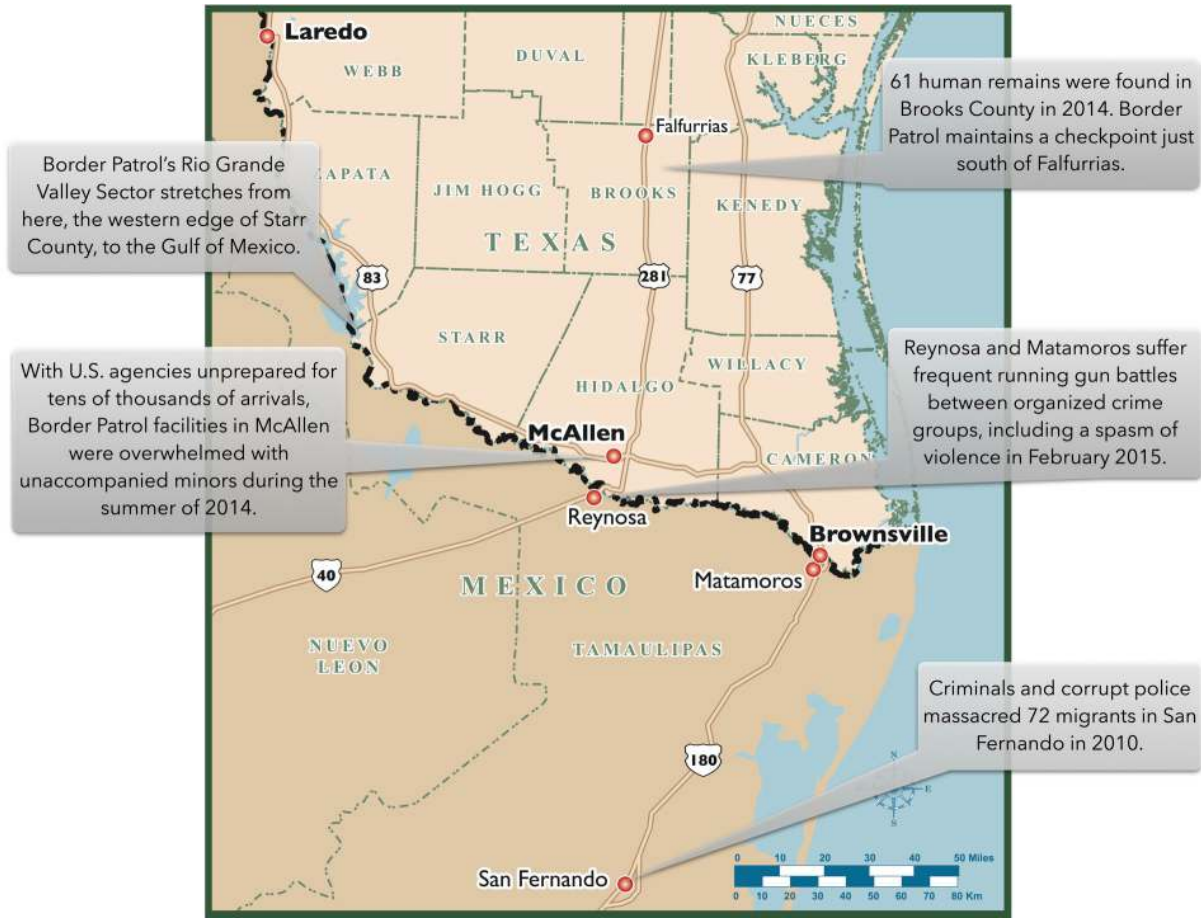 Laredo
WEBB
DUVAL
NUECES
KLEBERG
61 human remains were found in
Brooks County in 2014. Border
Patrol maintains a checkpoint just
south of Falfurrias.
Falfurrias
Border Patrol’s Rio Grande
Valley Sector stretches from
here, the western edge of Starr
County, to the Gulf of Mexico.
JIM HOGG
BROOKS
KENEDY
TEXAS
83
281
77
STARR
HIDALGO
WILLACY
With U.S. agencies unprepared for
tens of thousands of arrivals,
Border Patrol facilities in McAllen
were overwhelmed with
unaccompanied minors during the
summer of 2014.
Reynosa and Matamoros suffer
frequent running gun battles
between organized crime
groups, including a spasm of
violence in February 2015.
McAllen
CAMERON
Reynosa
Brownsville
Matamoros
40
MEXICO
NUEVO
LEON
TAMAULIPAS
Criminals and corrupt police
massacred 72 migrants in San
Fernando in 2010.
180
N
E
S
San Fernando
0 10 20 30 40 50 Miles
0 10 20 30 40 50 60 70 80 Km